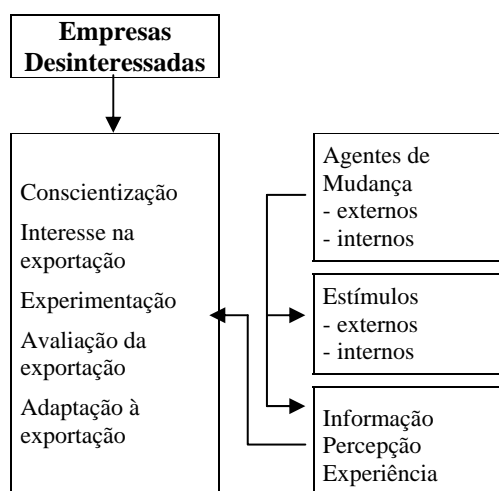 Empresas
Desinteressadas
Conscientização
Interesse na
exportação
Experimentação
Avaliação da
exportação
Adaptação à
exportação
Agentes de
Mudança
- externos
- internos
Estímulos
- externos
- internos
Informação
Percepção
Experiência